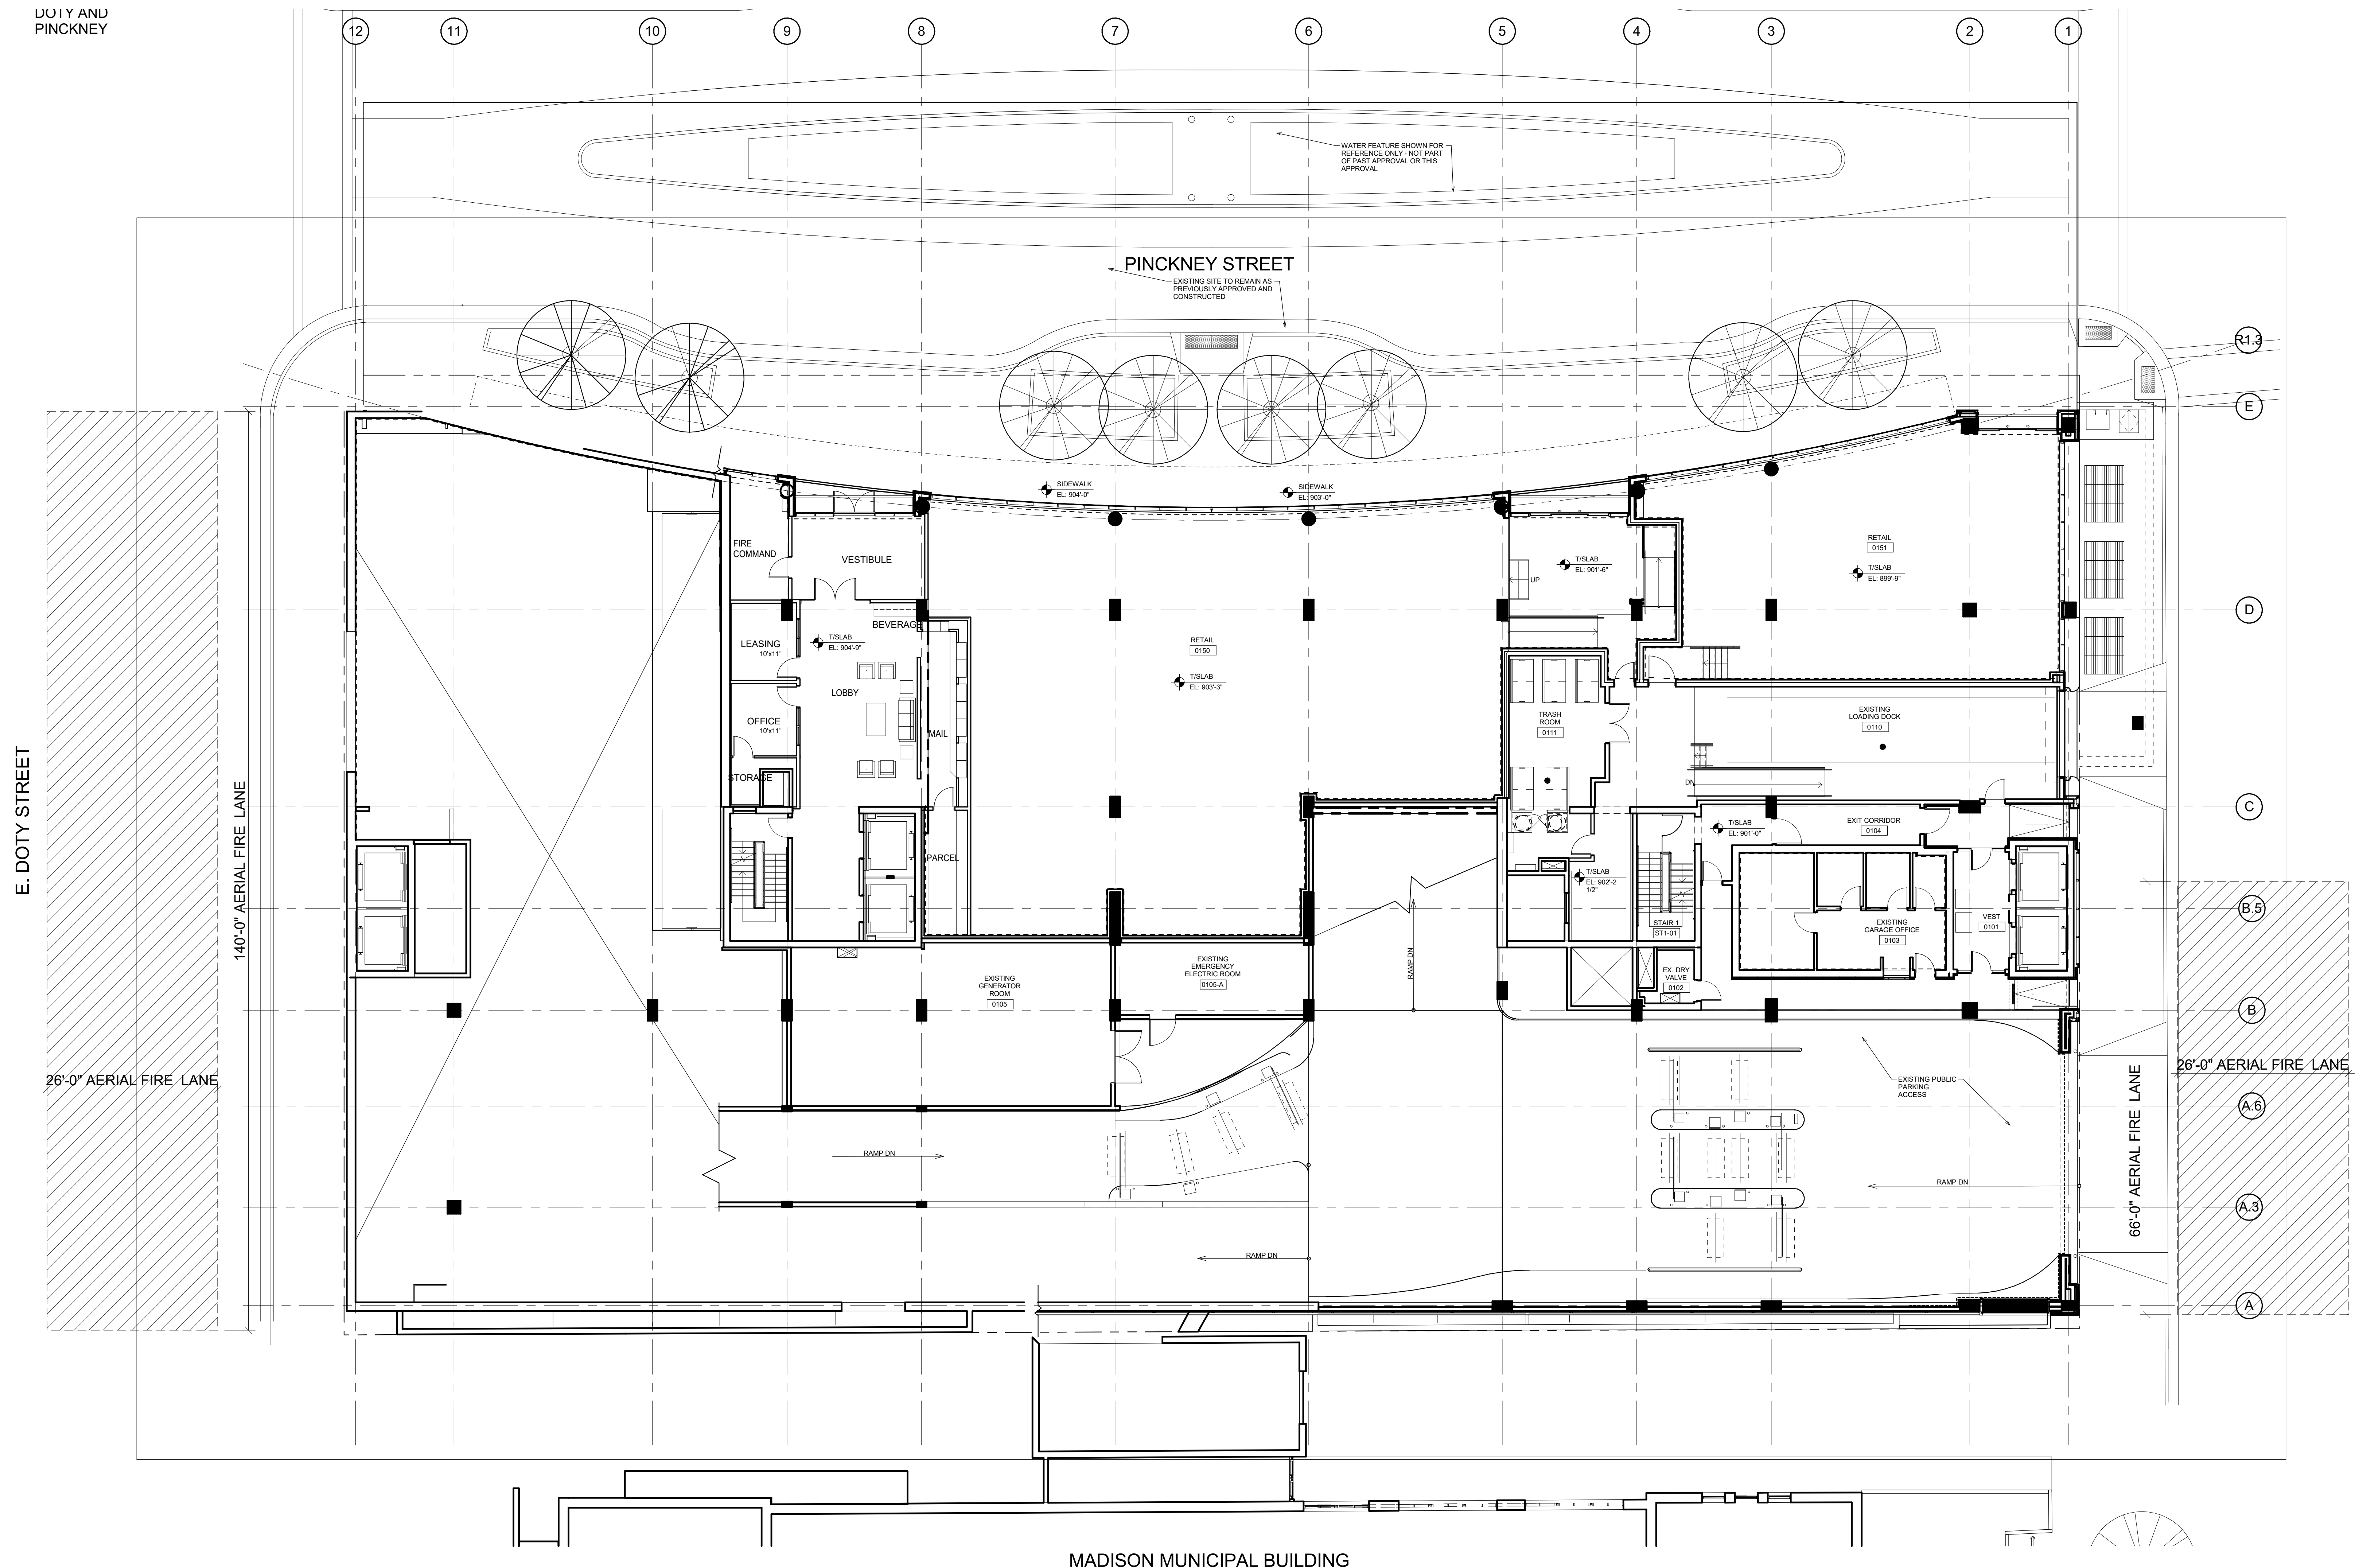 DOTY AND
PINCKNEY
12
11
10
9
8
7
6
5
4
3
2
1
WATER FEATURE SHOWN FOR
REFERENCE ONLY - NOT PART
OF PAST APPROVAL OR THIS
APPROVAL
PINCKNEY STREET
EXISTING SITE TO REMAIN AS
PREVIOUSLY APPROVED AND
CONSTRUCTED
R1.3
E
SIDEWALK
EL: 904'-0"
SIDEWALK
EL: 903'-0"
FIRE
COMMAND
VESTIBULE
T/SLAB
EL: 901'-6"
UP
RETAIL
0151
T/SLAB
EL: 899'-9"
D
BEVERAGE
LEASING
10'x11'
T/SLAB
EL: 904'-9"
RETAIL
0150
T/SLAB
EL: 903'-3"
LOBBY
OFFICE
10'x11'
MAIL
STORAGE
TRASH
ROOM
0111
EXISTING
LOADING DOCK
0110
DN
E. DOTY STREET
140'-0" AERIAL FIRE LANE
C
T/SLAB
EL: 901'-0"
EXIT CORRIDOR
0104
PARCEL
T/SLAB
EL: 902'-2
1/2"
STAIR 1
ST1-01
EXISTING
GARAGE OFFICE
0103
VEST
0101
B.5
RAMP DN
EXISTING
GENERATOR
ROOM
0105
EXISTING
EMERGENCY
ELECTRIC ROOM
0105-A
EX. DRY
VALVE
0102
B
26'-0" AERIAL FIRE LANE
EXISTING PUBLIC
PARKING
ACCESS
26'-0" AERIAL FIRE LANE
66'-0" AERIAL FIRE LANE
A.6
RAMP DN
RAMP DN
A.3
RAMP DN
A
MADISON MUNICIPAL BUILDING